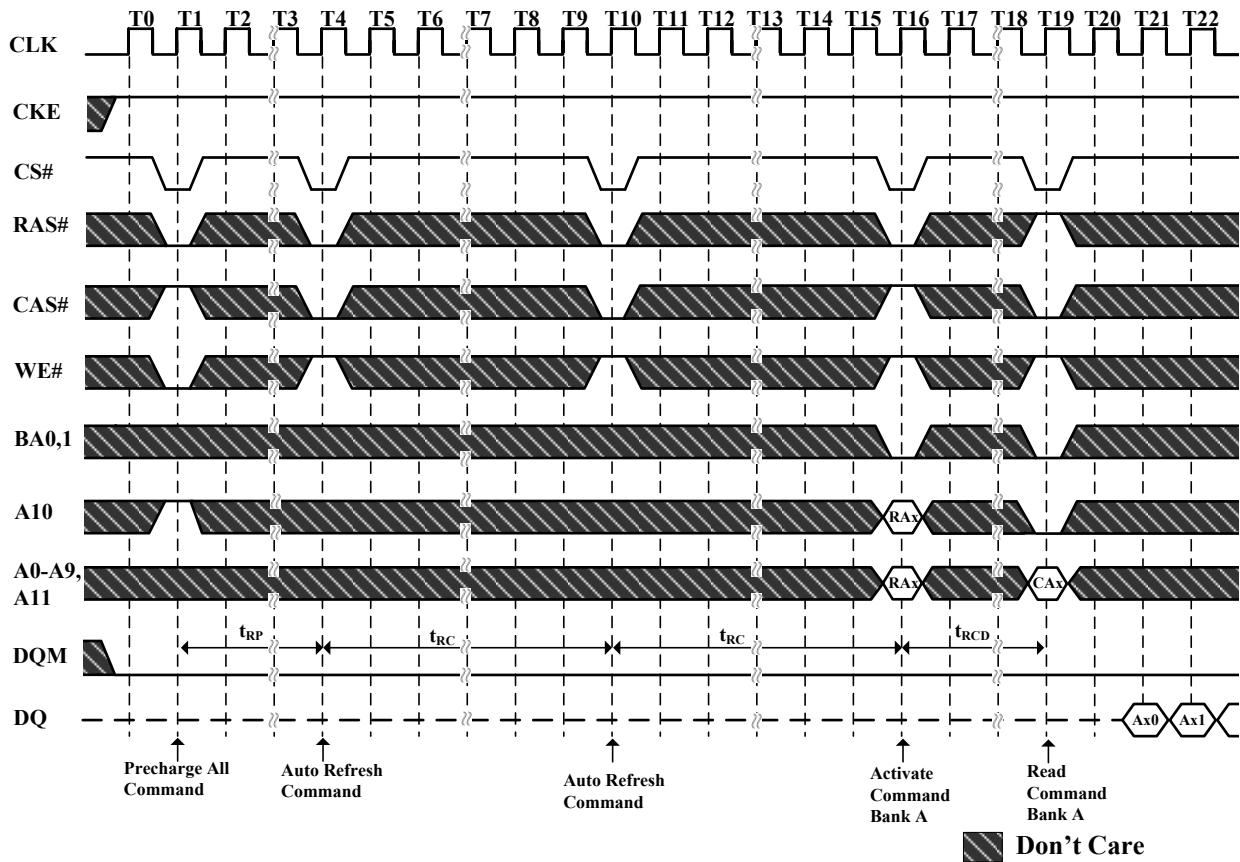 T0 T1 T2 T3 T4 T5 T6 T7 T8 T9 T10 T11 T12 T13 T14 T15 T16 T17 T18 T19 T20 T21 T22
CLK
CKE
CS#
RAS#
CAS#
WE#
BA0,1
A10
RAx
A0-A9,
A11
RAx
CAx
tRP
tRC
tRC
tRCD
DQM
DQ
Ax0
Ax1
Precharge All
Command
Auto Refresh
Command
Auto Refresh
Command
Activate
Command
Bank A
Read
Command
Bank A
Don't Care